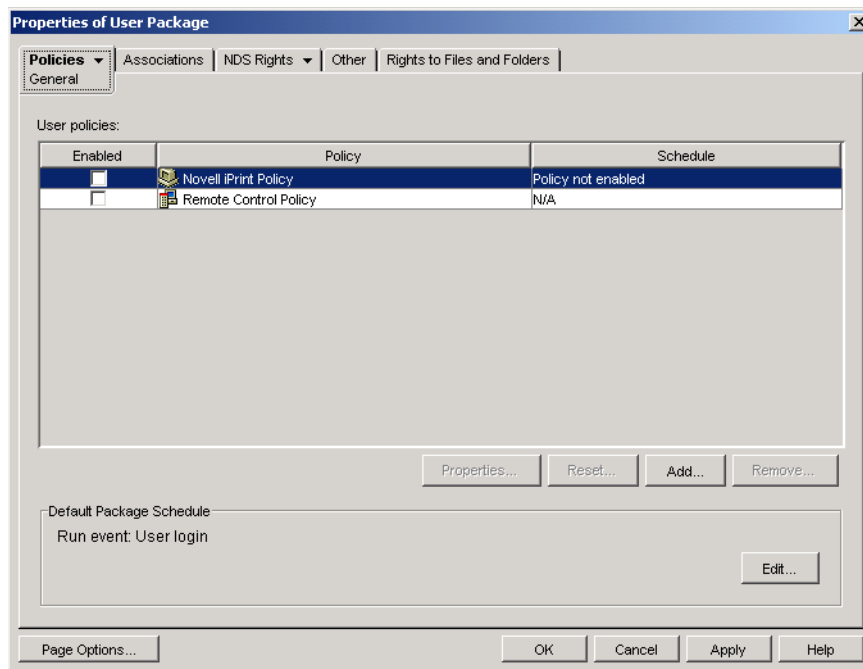 Properties of User Package
Policies Associations NDS Rights Other Rights to Files and Folders
General
User policies:
Enabled Policy Schedule
Novell iPrint Policy Policy not enabled
Remote Control Policy N/A
Properties... Reset... Add... Remove...
Default Package Schedule
Run event: User login
Edit...
Page Options... OK Cancel Apply Help